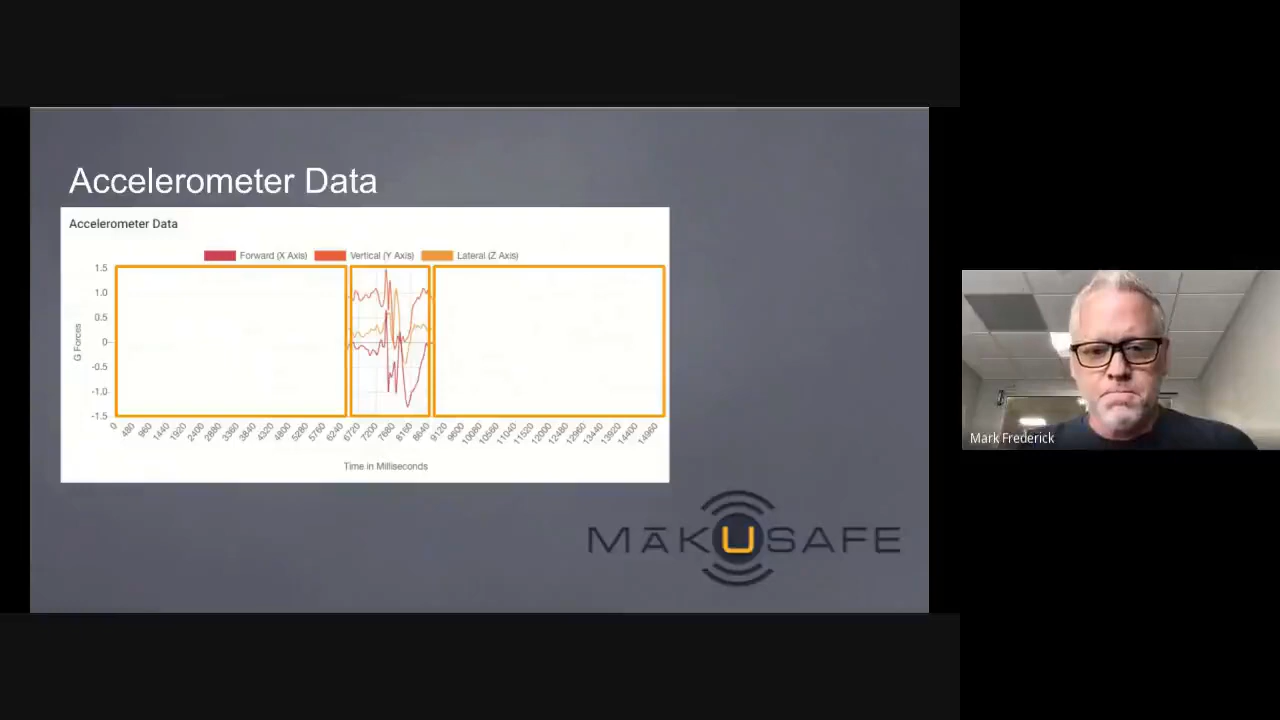 Accelerometer Data
Accelerometer Data
Forward (X Axis) Vertical (Y Axis) Lateral (Z Axis)
1.5
1.0
0.5
0
-0.5
-1.0
-1.5
G Forces
0 480 960 1440 1920 2400 2880 3360 3840 4320 4800 5280 5760 6240 6720 7200 7680 8160 8640 9120 9600 10080 10560 11040 11520 12000 12480 12960 13440 13920 14400 14960
Time in Milliseconds
MĀKUSAFE
Mark Frederick